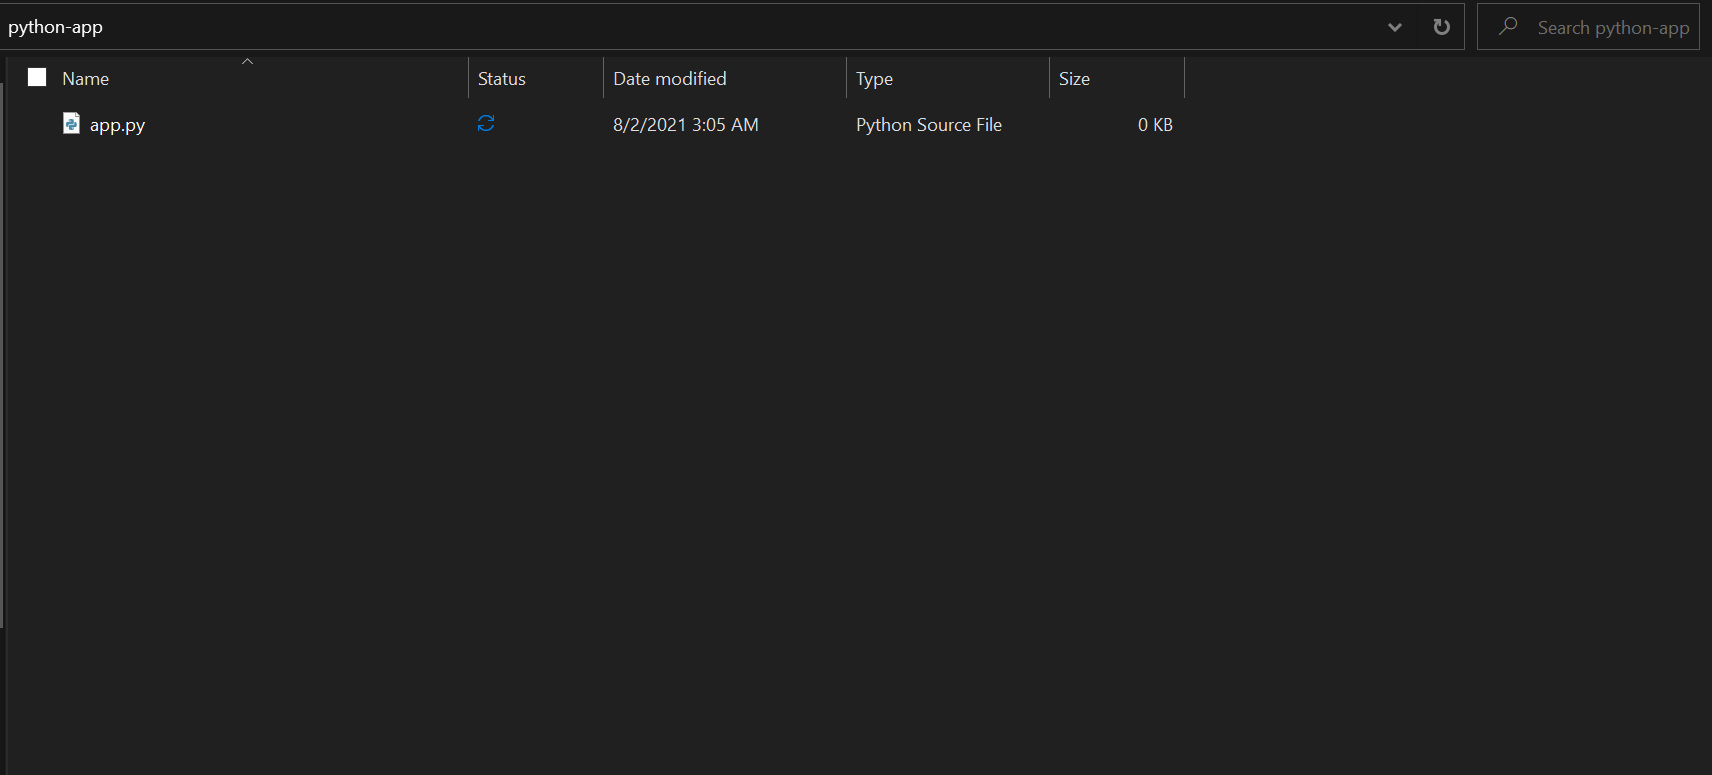 python-app Search python-app
Name Status Date modified Type Size
app.py 8/2/2021 3:05 AM Python Source File 0 KB